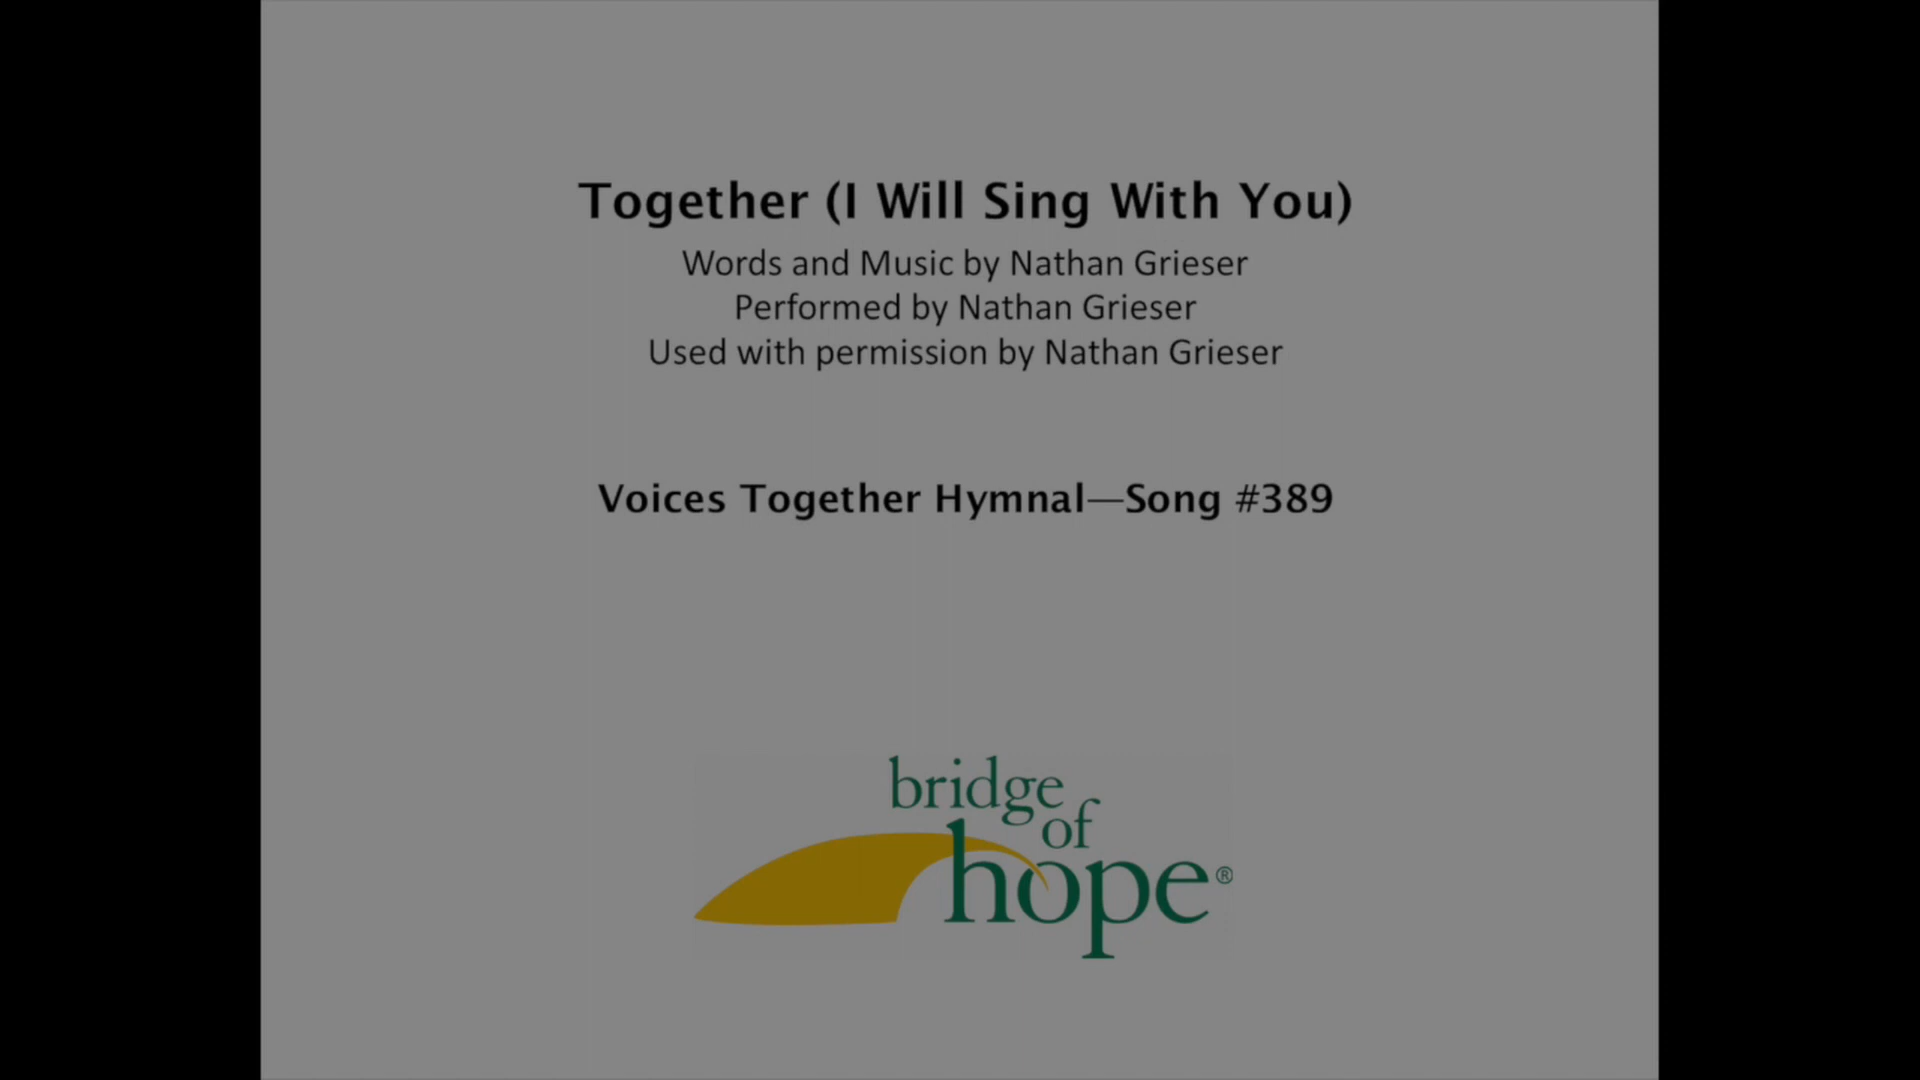 Together (I Will Sing With You)
Words and Music by Nathan Grieser
Performed by Nathan Grieser
Used with permission by Nathan Grieser
Voices Together Hymnal—Song #389
bridge
of
hope®